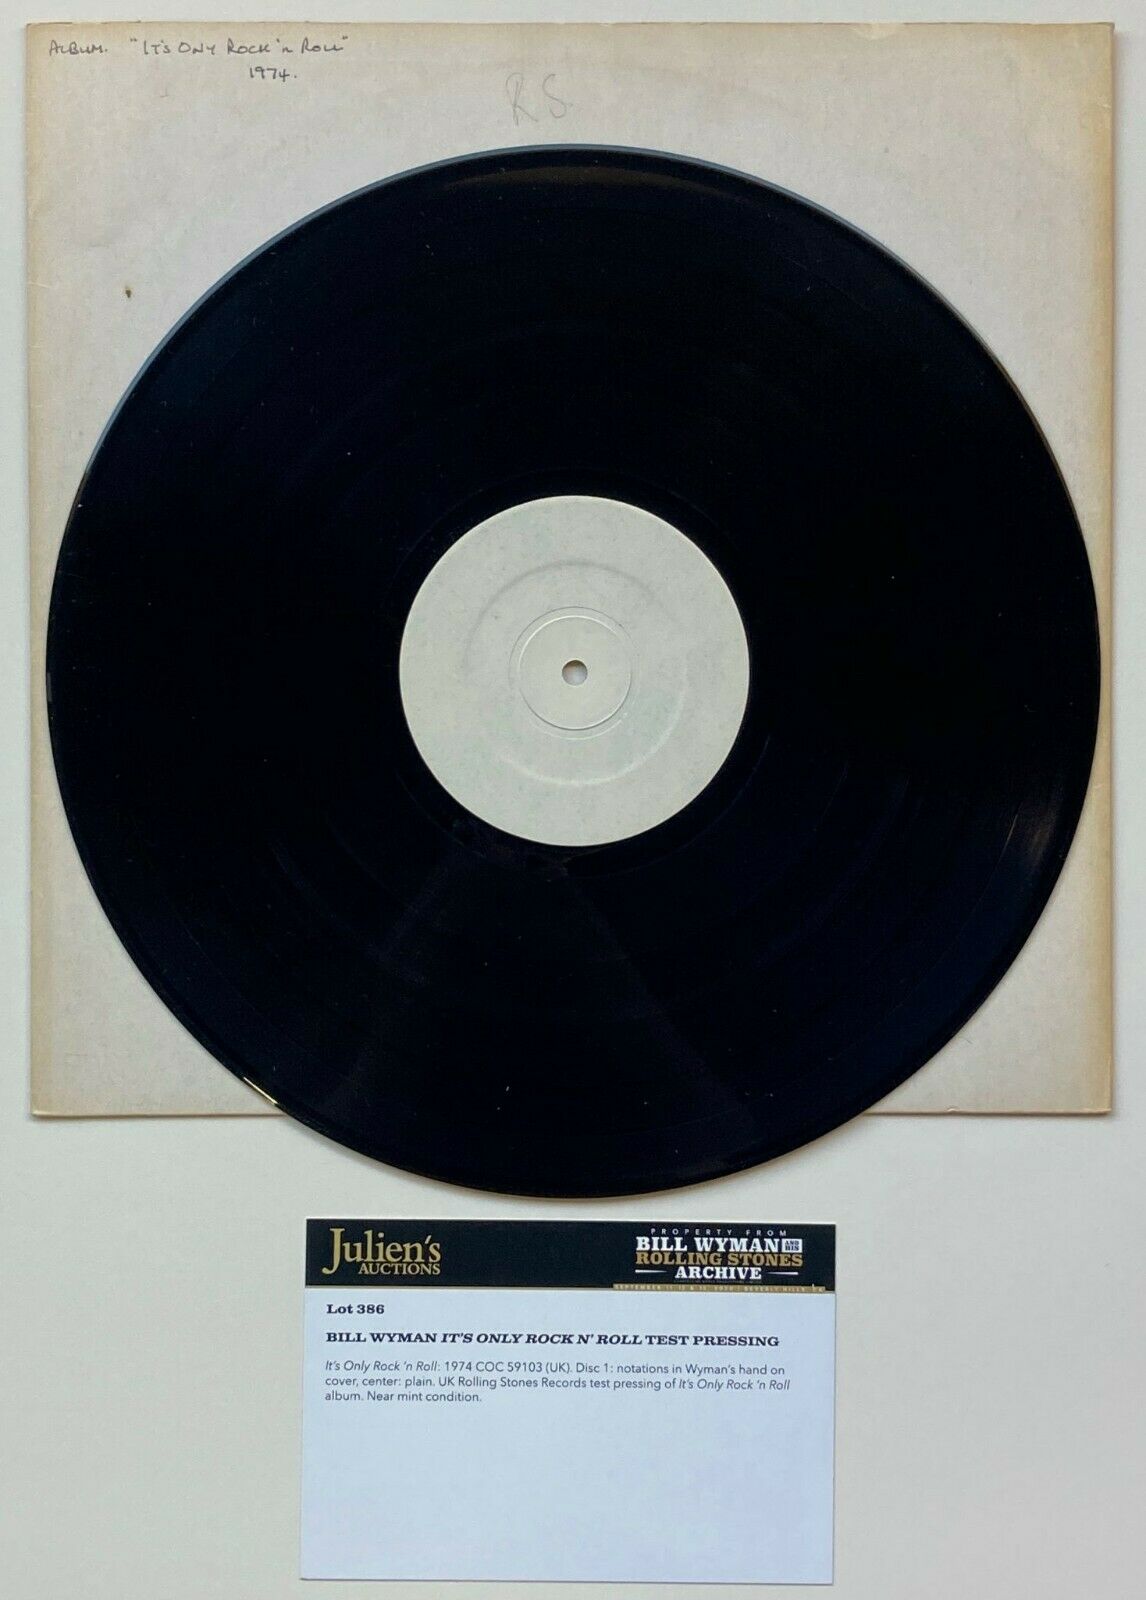 ALBUM. "IT'S ONY ROCK 'n ROLL"
1974.
RS
Julien's
AUCTIONS
PROPERTY FROM
BILL WYMAN AND HIS
ROLLING STONES
ARCHIVE
Lot 386
BILL WYMAN IT'S ONLY ROCK N' ROLL TEST PRESSING
It's Only Rock 'n Roll: 1974 COC 59103 (UK). Disc 1: notations in Wyman's hand on
cover, center: plain. UK Rolling Stones Records test pressing of It's Only Rock 'n Roll
album. Near mint condition.